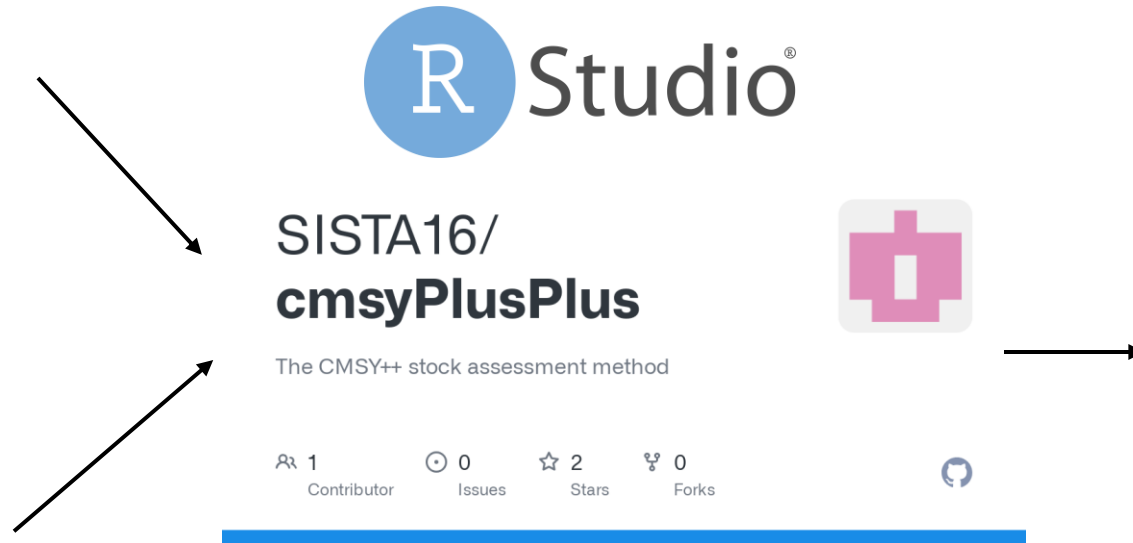 R Studio®
SISTA16/
cmsyPlusPlus
The CMSY++ stock assessment method
1 0 2 0
Contributor Issues Stars Forks